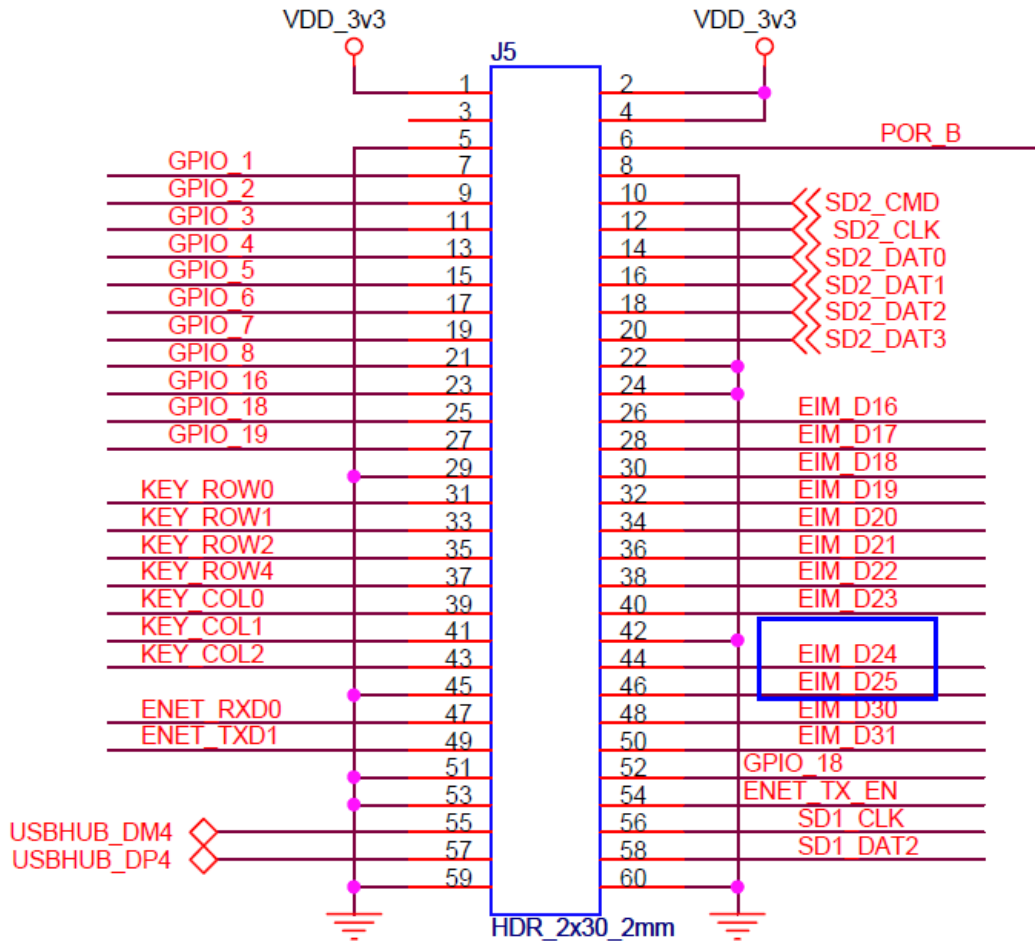 VDD_3v3 VDD_3v3
J5
1 2
3 4
5 6 POR_B
GPIO_1 7 8
GPIO_2 9 10 SD2_CMD
GPIO_3 11 12 SD2_CLK
GPIO_4 13 14 SD2_DAT0
GPIO_5 15 16 SD2_DAT1
GPIO_6 17 18 SD2_DAT2
GPIO_7 19 20 SD2_DAT3
GPIO_8 21 22
GPIO_16 23 24
GPIO_18 25 26 EIM_D16
GPIO_19 27 28 EIM_D17
29 30 EIM_D18
KEY_ROW0 31 32 EIM_D19
KEY_ROW1 33 34 EIM_D20
KEY_ROW2 35 36 EIM_D21
KEY_ROW4 37 38 EIM_D22
KEY_COL0 39 40 EIM_D23
KEY_COL1 41 42
KEY_COL2 43 44 EIM_D24
45 46 EIM_D25
ENET_RXD0 47 48 EIM_D30
ENET_TXD1 49 50 EIM_D31
51 52 GPIO_18
53 54 ENET_TX_EN
USBHUB_DM4 55 56 SD1_CLK
USBHUB_DP4 57 58 SD1_DAT2
59 60
HDR_2x30_2mm